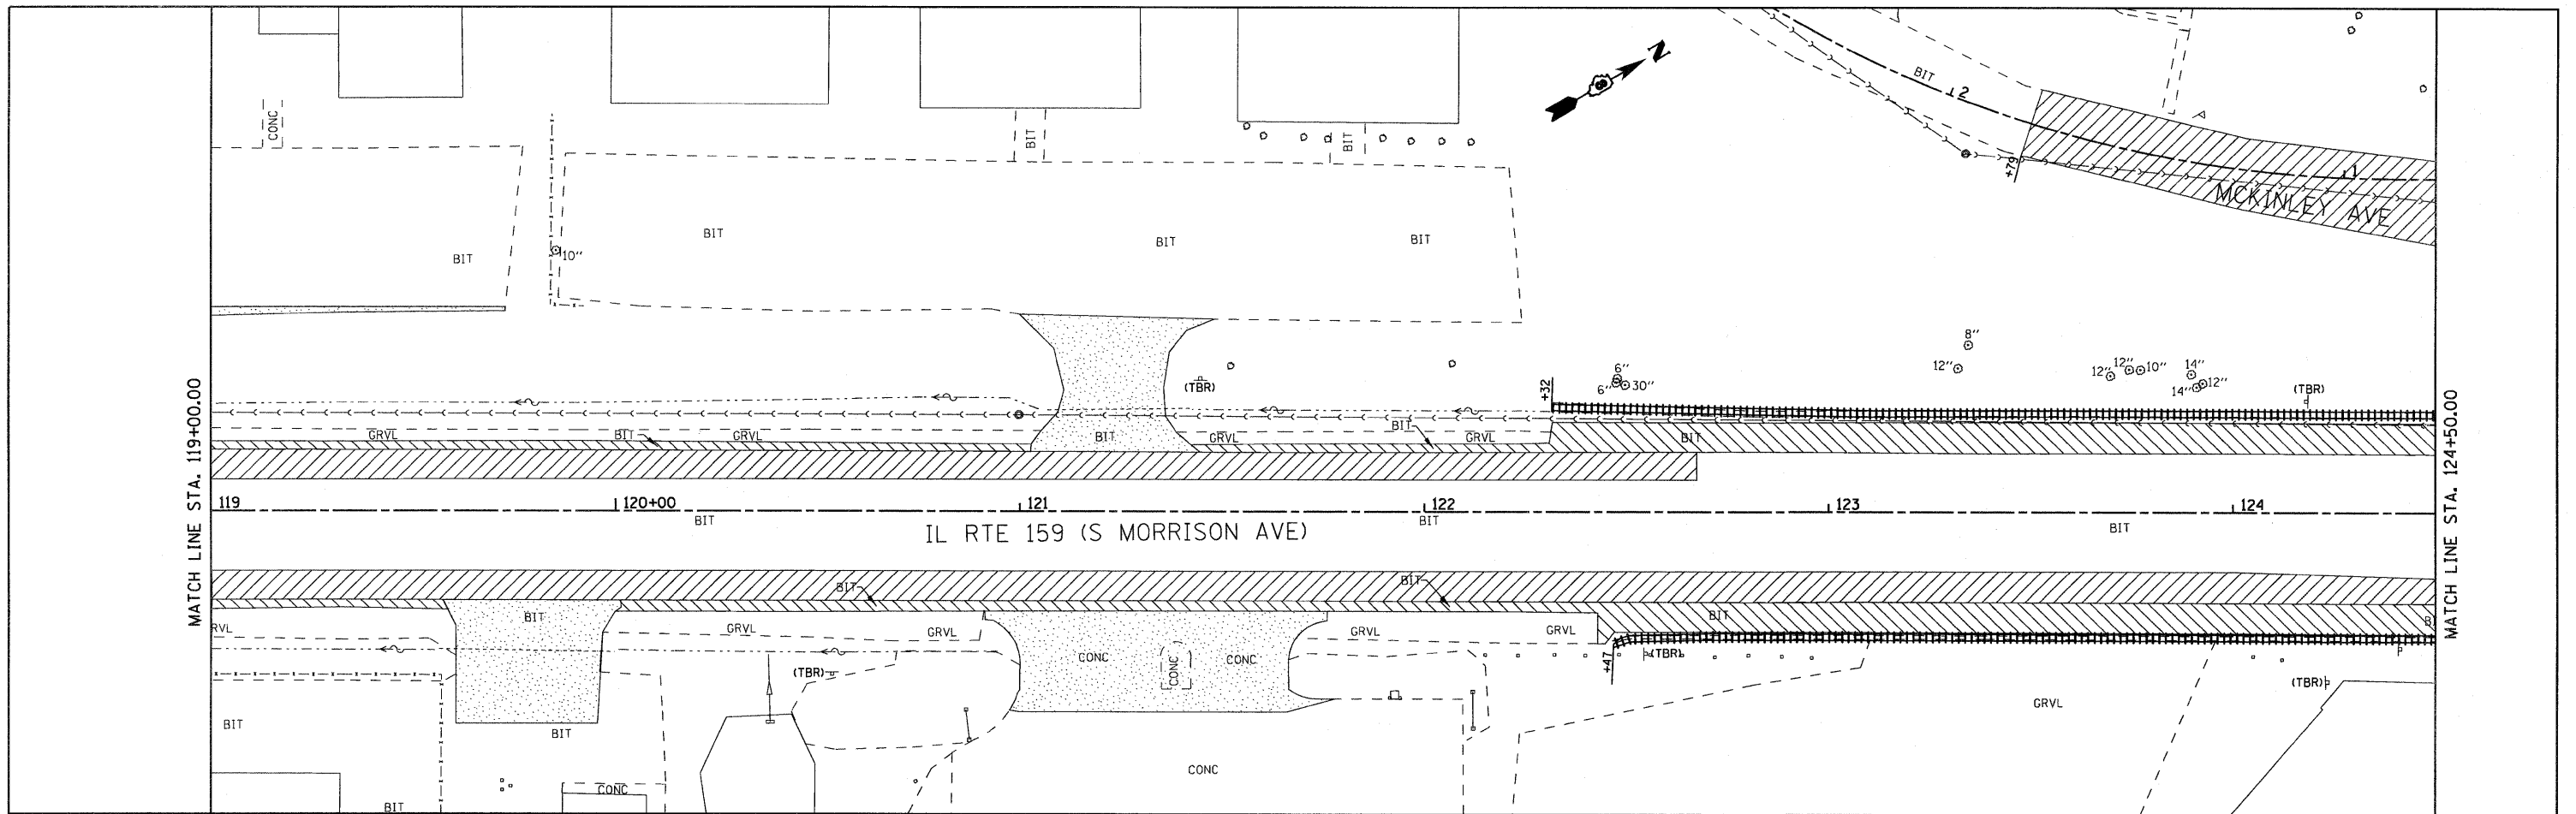 N
CONC
BIT
BIT
BIT
2
+79
1
MCKINLEY AVE
BIT
BIT
BIT
BIT
10"
8"
12"
12"
12"
10"
14"
14"
12"
6"
6"
30"
(TBR)
(TBR)
+32
GRVL
BIT
GRVL
BIT
GRVL
BIT
GRVL
BIT
MATCH LINE STA. 119+00.00
MATCH LINE STA. 124+50.00
119
120+00
121
122
123
124
BIT
BIT
BIT
IL RTE 159 (S MORRISON AVE)
BIT
BIT
BIT
BIT
BI
RVL
GRVL
GRVL
GRVL
GRVL
CONC
CONC
CONC
(TBR)
(TBR)
+47
(TBR)
GRVL
BIT
BIT
CONC
CONC
BIT